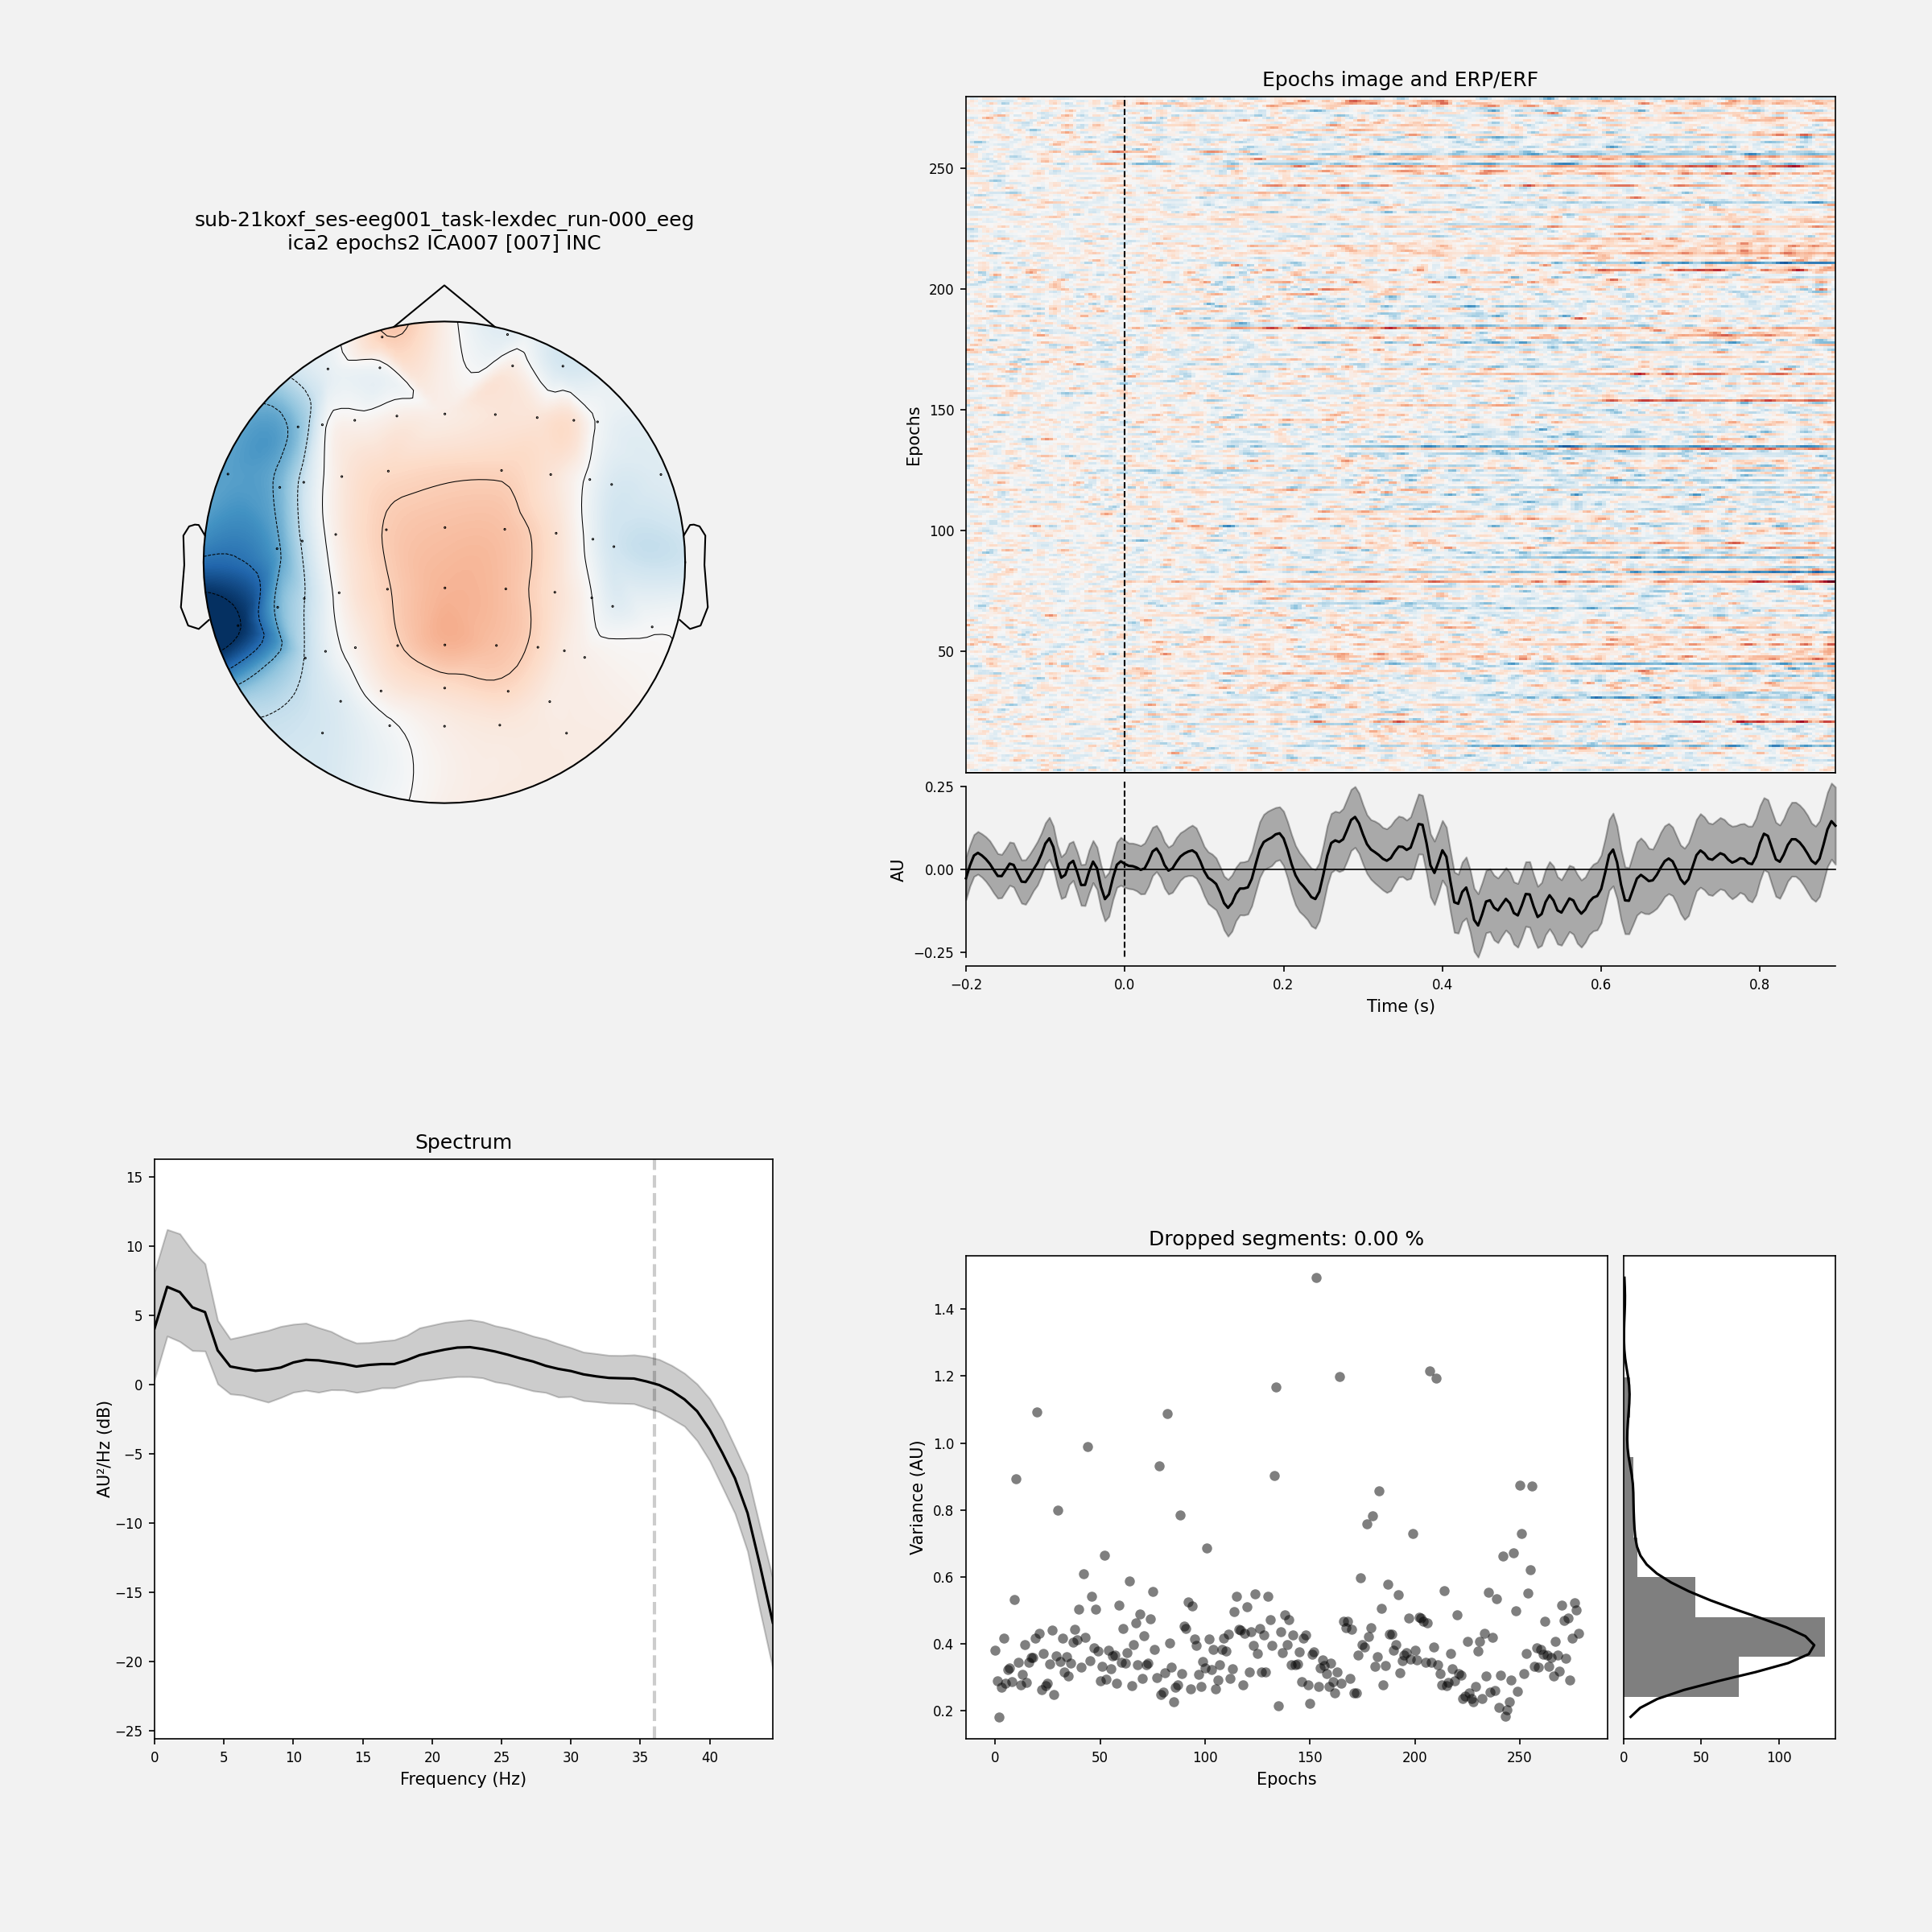 sub-21koxf_ses-eeg001_task-lexdec_run-000_eeg
ica2 epochs2 ICA007 [007] INC
Epochs image and ERP/ERF
Epochs
250
200
150
100
50
AU
0.25
0.00
−0.25
−0.2 0.0 0.2 0.4 0.6 0.8
Time (s)
Spectrum
AU²/Hz (dB)
15
10
5
0
−5
−10
−15
−20
−25
0 5 10 15 20 25 30 35 40
Frequency (Hz)
Dropped segments: 0.00 %
Variance (AU)
1.4
1.2
1.0
0.8
0.6
0.4
0.2
0 50 100 150 200 250
Epochs
0 50 100